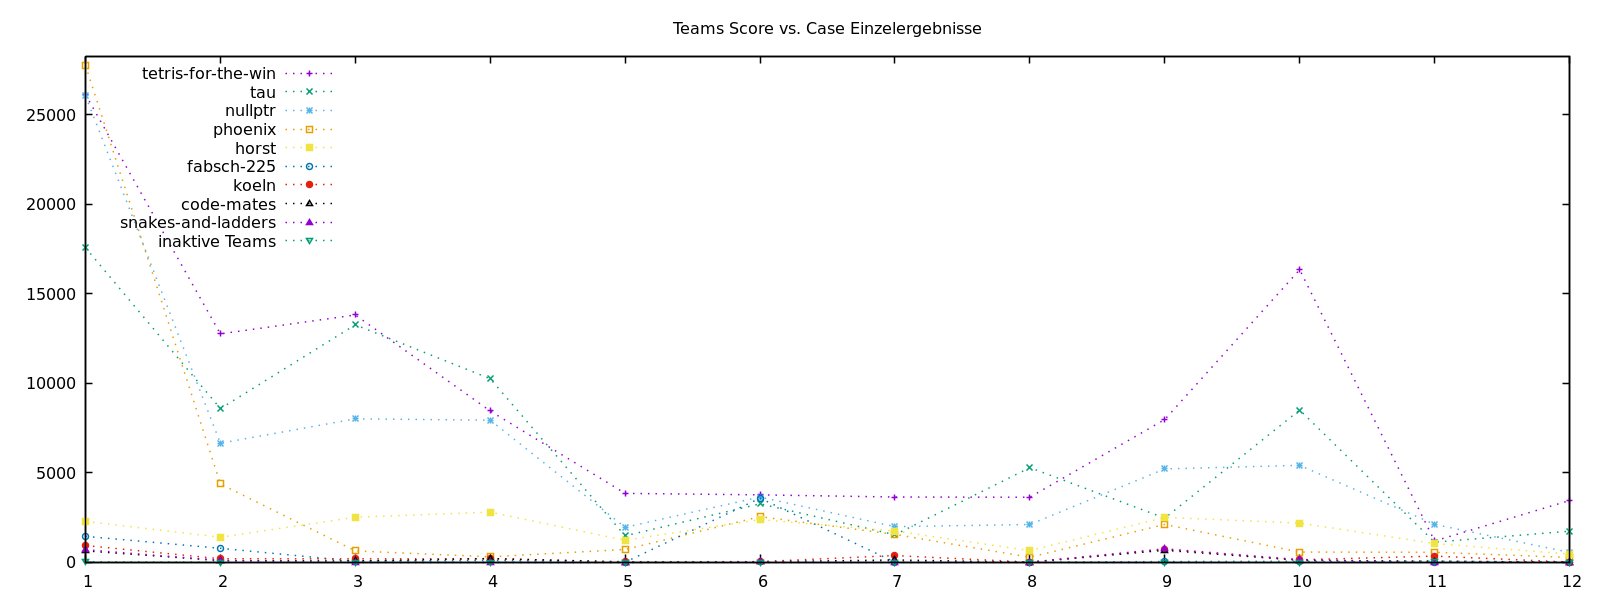 Teams Score vs. Case Einzelergebnisse
tetris-for-the-win
tau
nullptr
phoenix
horst
fabsch-225
koeln
code-mates
snakes-and-ladders
inaktive Teams
25000
20000
15000
10000
5000
0
1 2 3 4 5 6 7 8 9 10 11 12